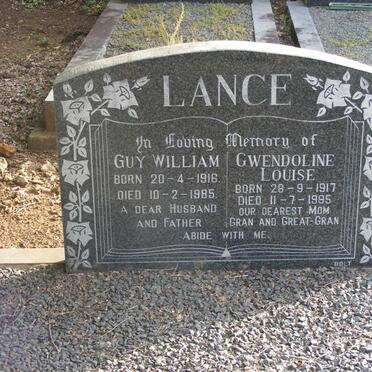 LANCE
In Loving Memory of
GUY WILLIAM
BORN 20-4-1916
DIED 10-2-1985
A DEAR HUSBAND
AND FATHER
GWENDOLINE
LOUISE
BORN 28-9-1917
DIED 11-7-1995
OUR DEAREST MOM
GRAN AND GREAT-GRAN
ABIDE WITH ME